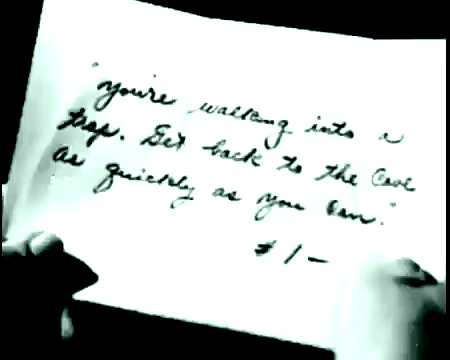 "You're walking into a
trap. Get back to the Cave
as quickly as you can."
# 1 —